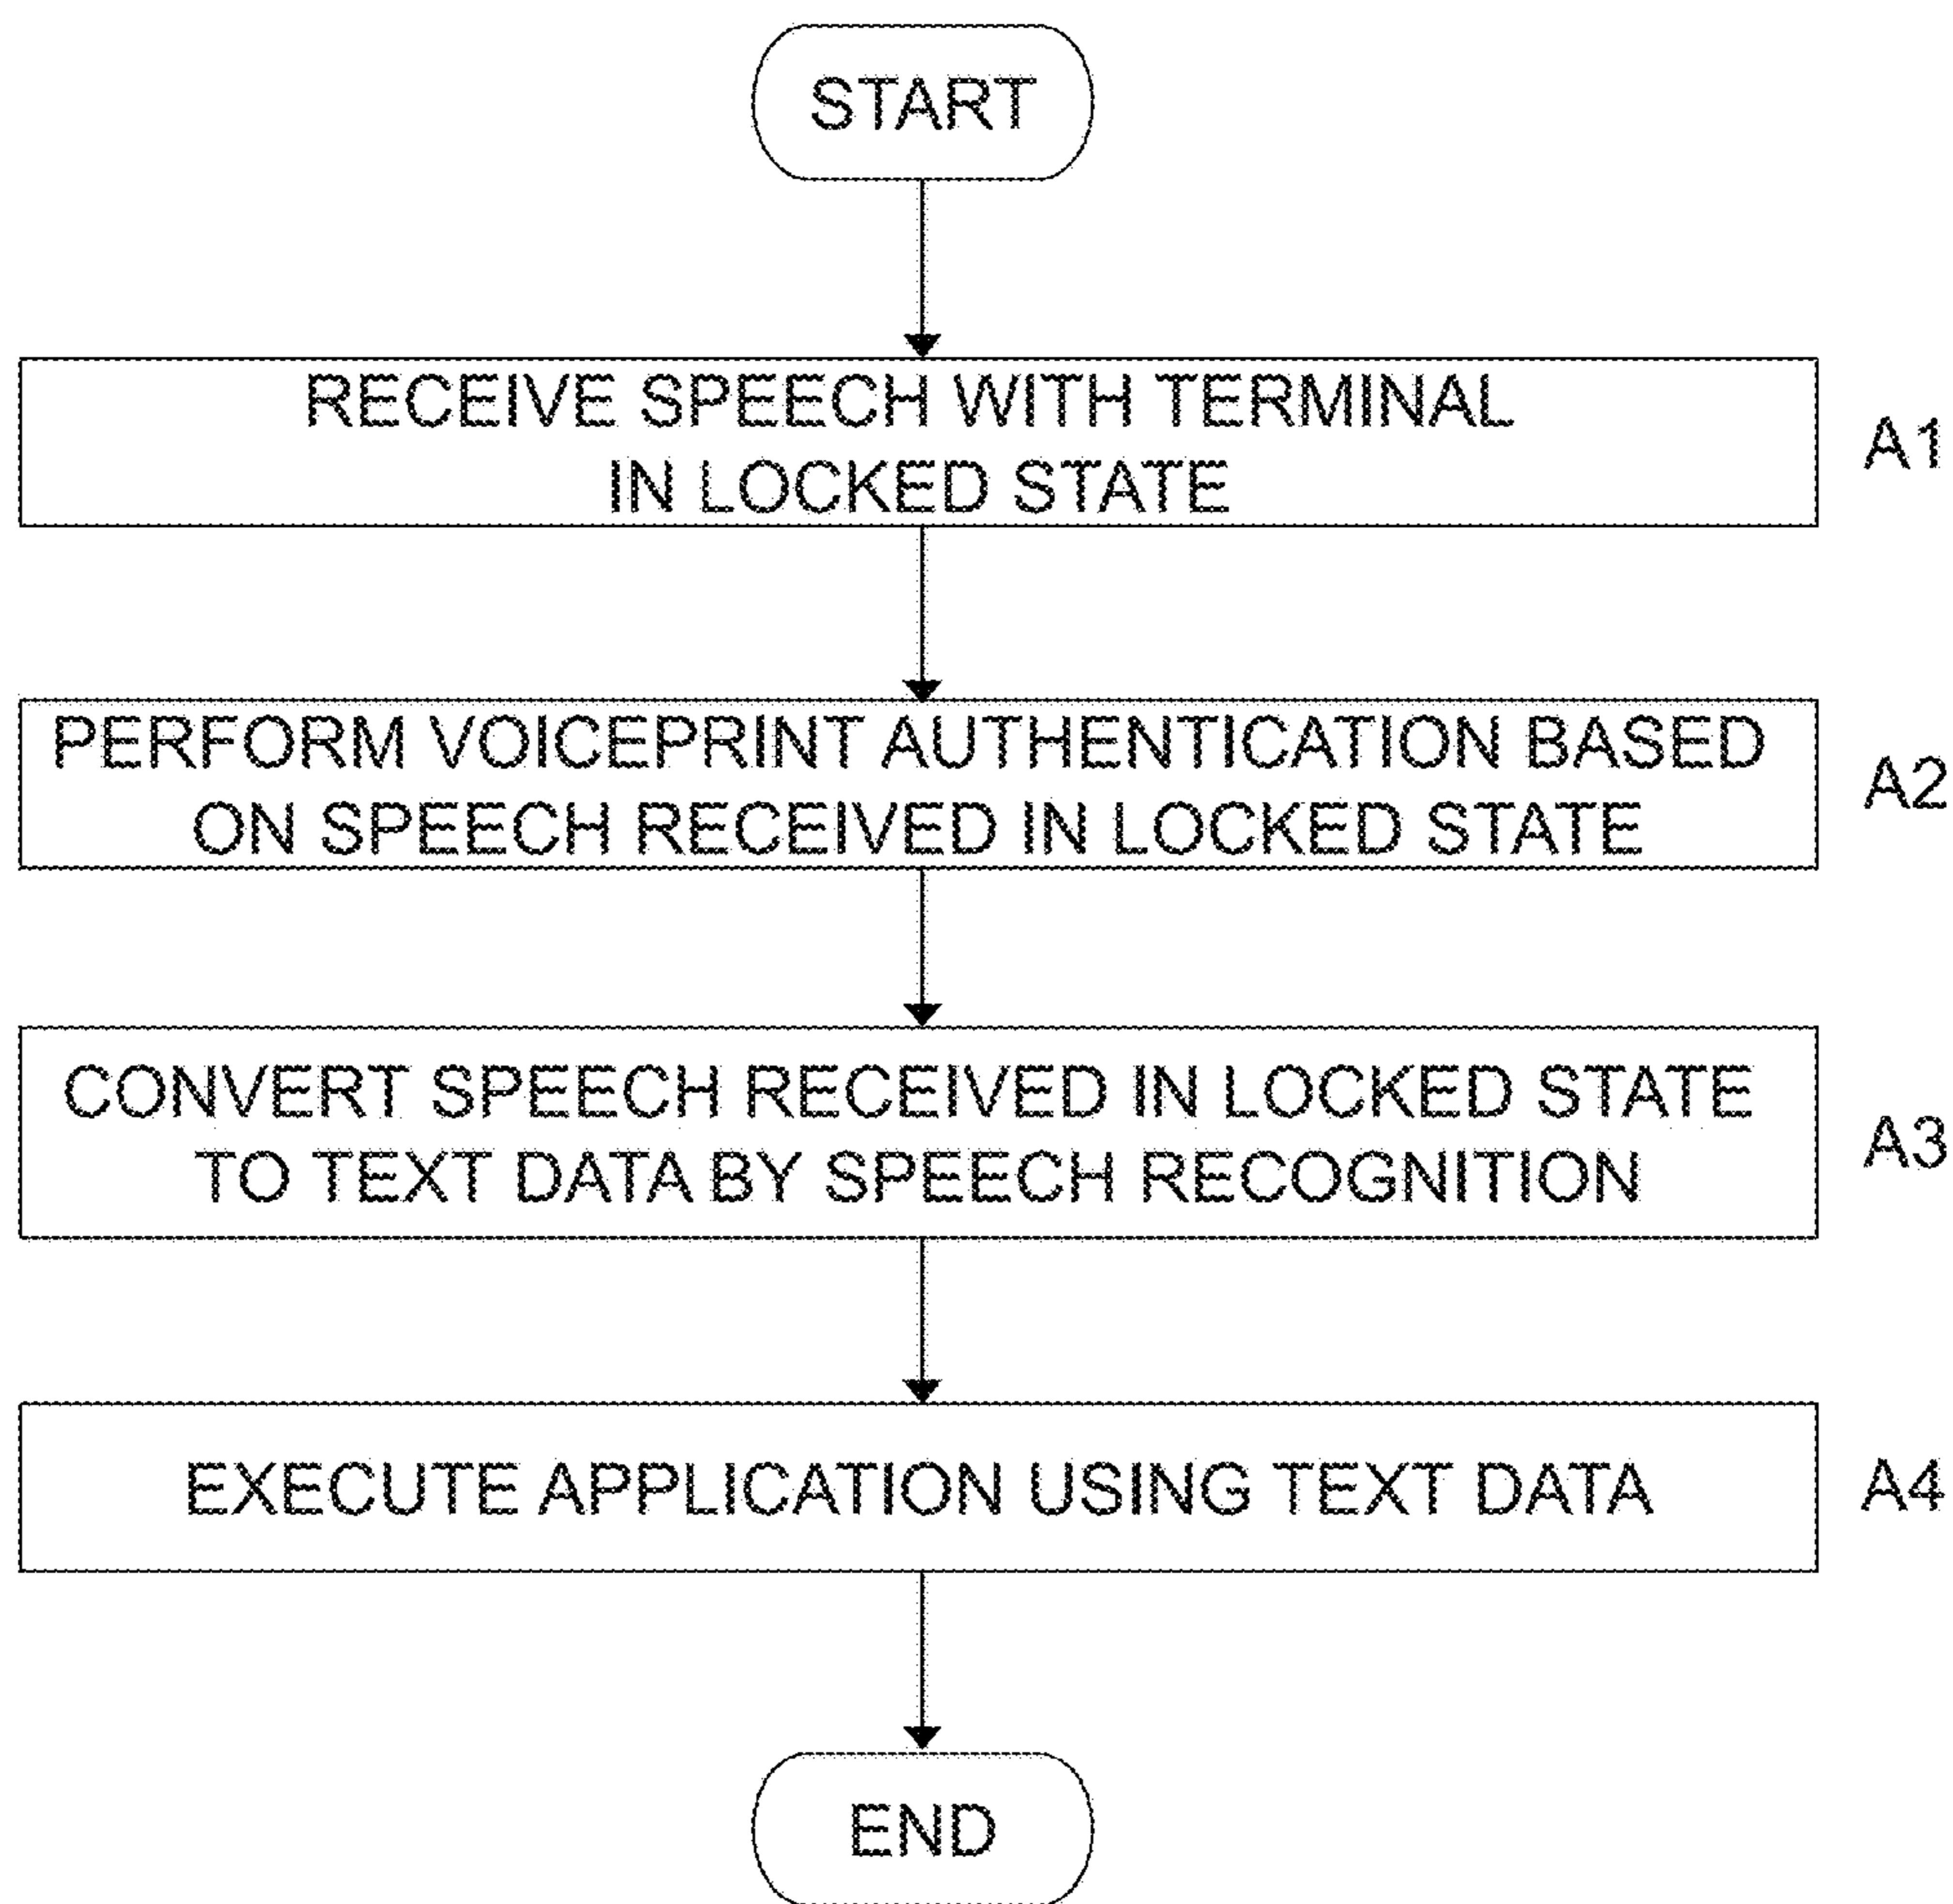 START
RECEIVE SPEECH WITH TERMINAL
IN LOCKED STATE
A1
PERFORM VOICEPRINT AUTHENTICATION BASED
ON SPEECH RECEIVED IN LOCKED STATE
A2
CONVERT SPEECH RECEIVED IN LOCKED STATE
TO TEXT DATA BY SPEECH RECOGNITION
A3
EXECUTE APPLICATION USING TEXT DATA
A4
END